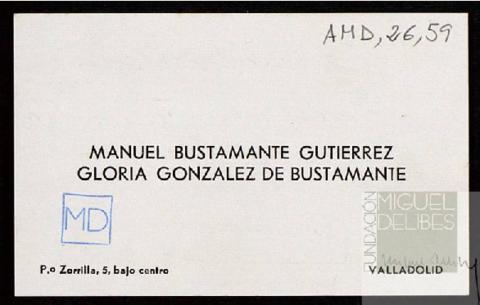 AMD, 26, 59
MANUEL BUSTAMANTE GUTIERREZ
GLORIA GONZALEZ DE BUSTAMANTE
MD
P.o Zorrilla, 5, bajo centro
VALLADOLID
FUNDACIÓN
MIGUEL
DELIBES